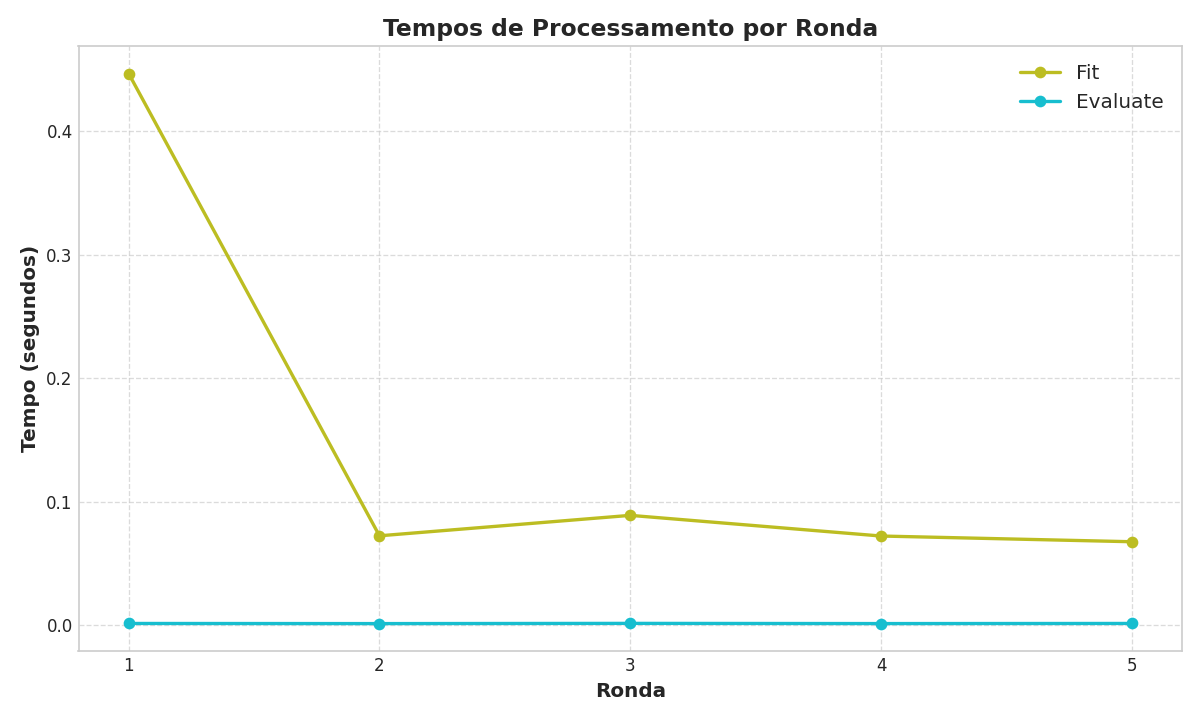 Tempos de Processamento por Ronda
Fit
Evaluate
Tempo (segundos)
0.4
0.3
0.2
0.1
0.0
1 2 3 4 5
Ronda